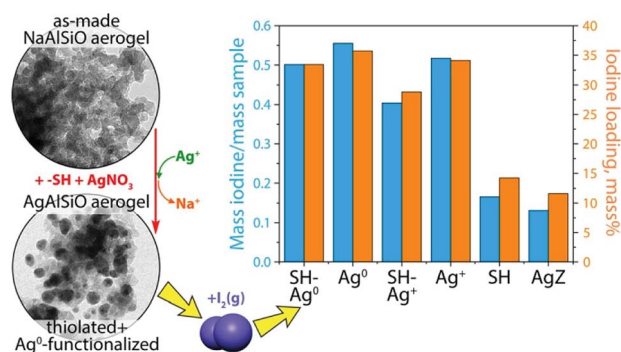 as-made
NaAlSiO aerogel
+ -SH + AgNO₃
Ag⁺
Na⁺
AgAlSiO aerogel
thiolated+
Ag⁰-functionalized
+I₂(g)
Mass iodine/mass sample
0.6
0.5
0.4
0.3
0.2
0.1
0.0
SH-
Ag⁰
Ag⁰
SH-
Ag⁺
Ag⁺
SH
AgZ
40
35
30
25
20
15
10
5
0
Iodine loading, mass%